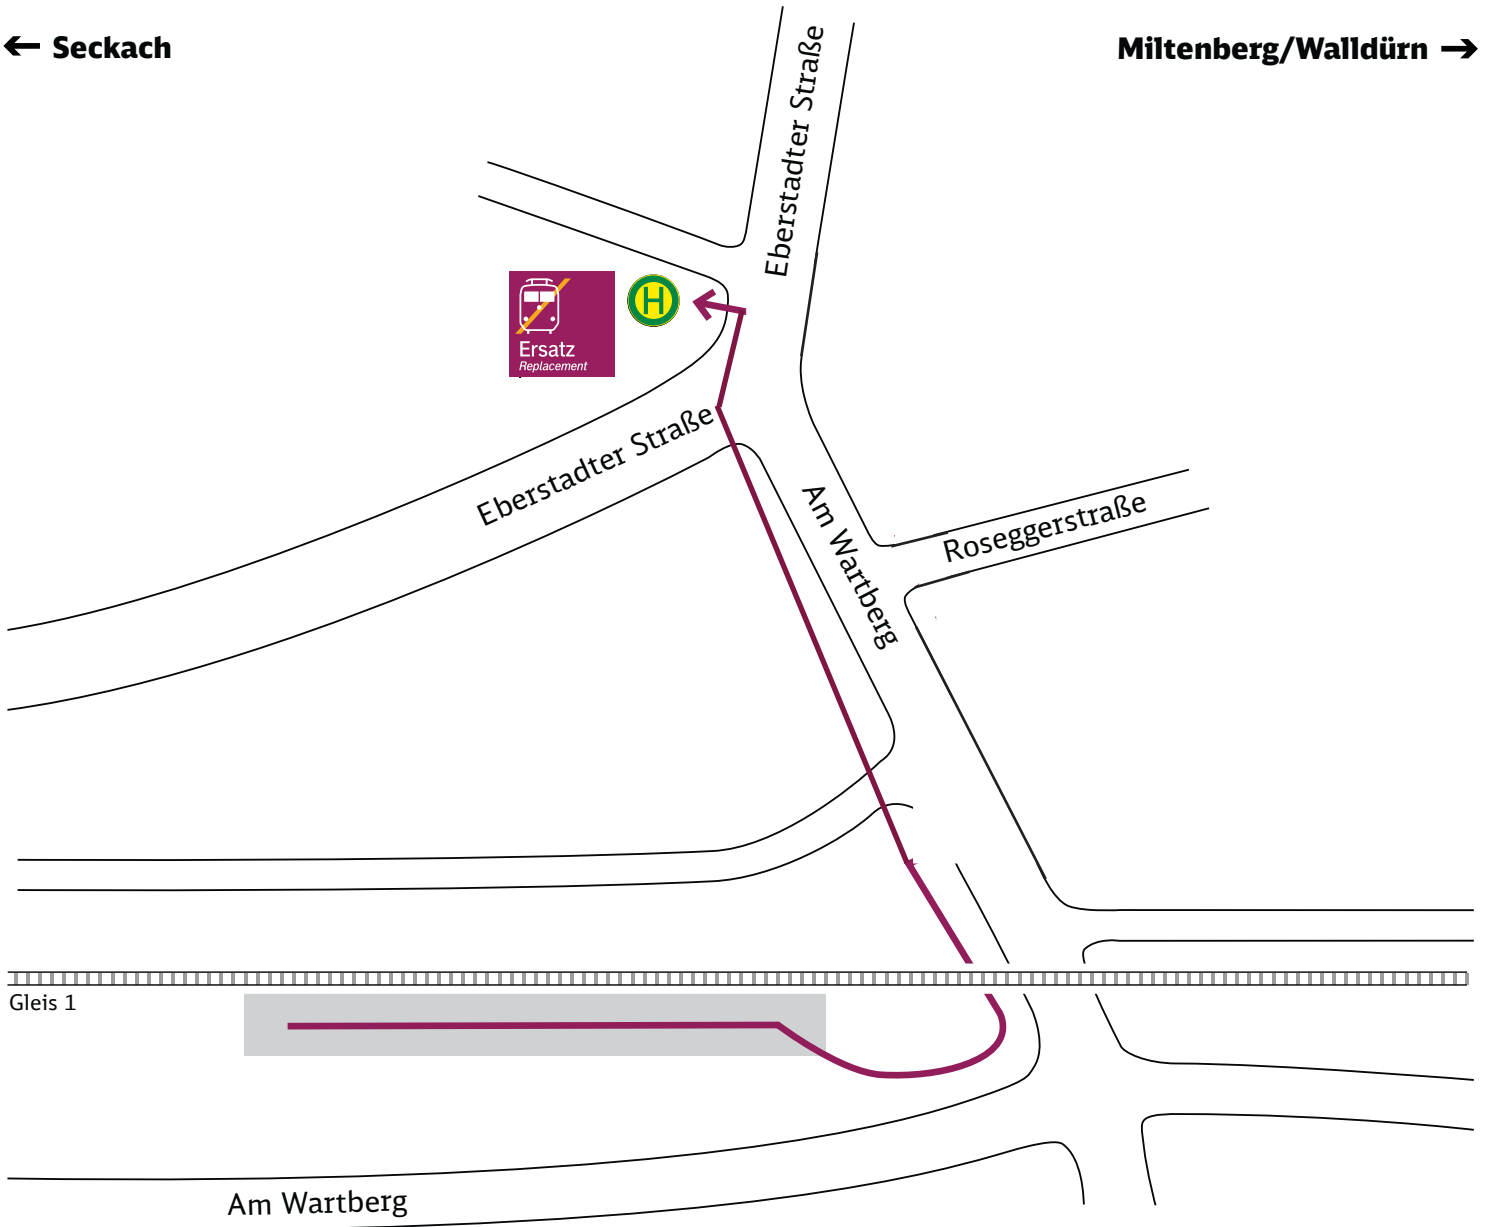 ← Seckach
Miltenberg/Walldürn →
Eberstadter Straße
H
Ersatz
Replacement
Eberstadter Straße
Am Wartberg
Roseggerstraße
Gleis 1
Am Wartberg